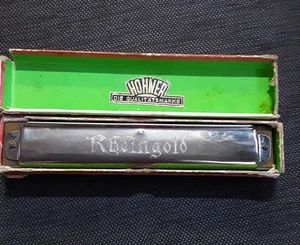 HOHNER
DIE QUALITÄTSMARKE
Rheingold